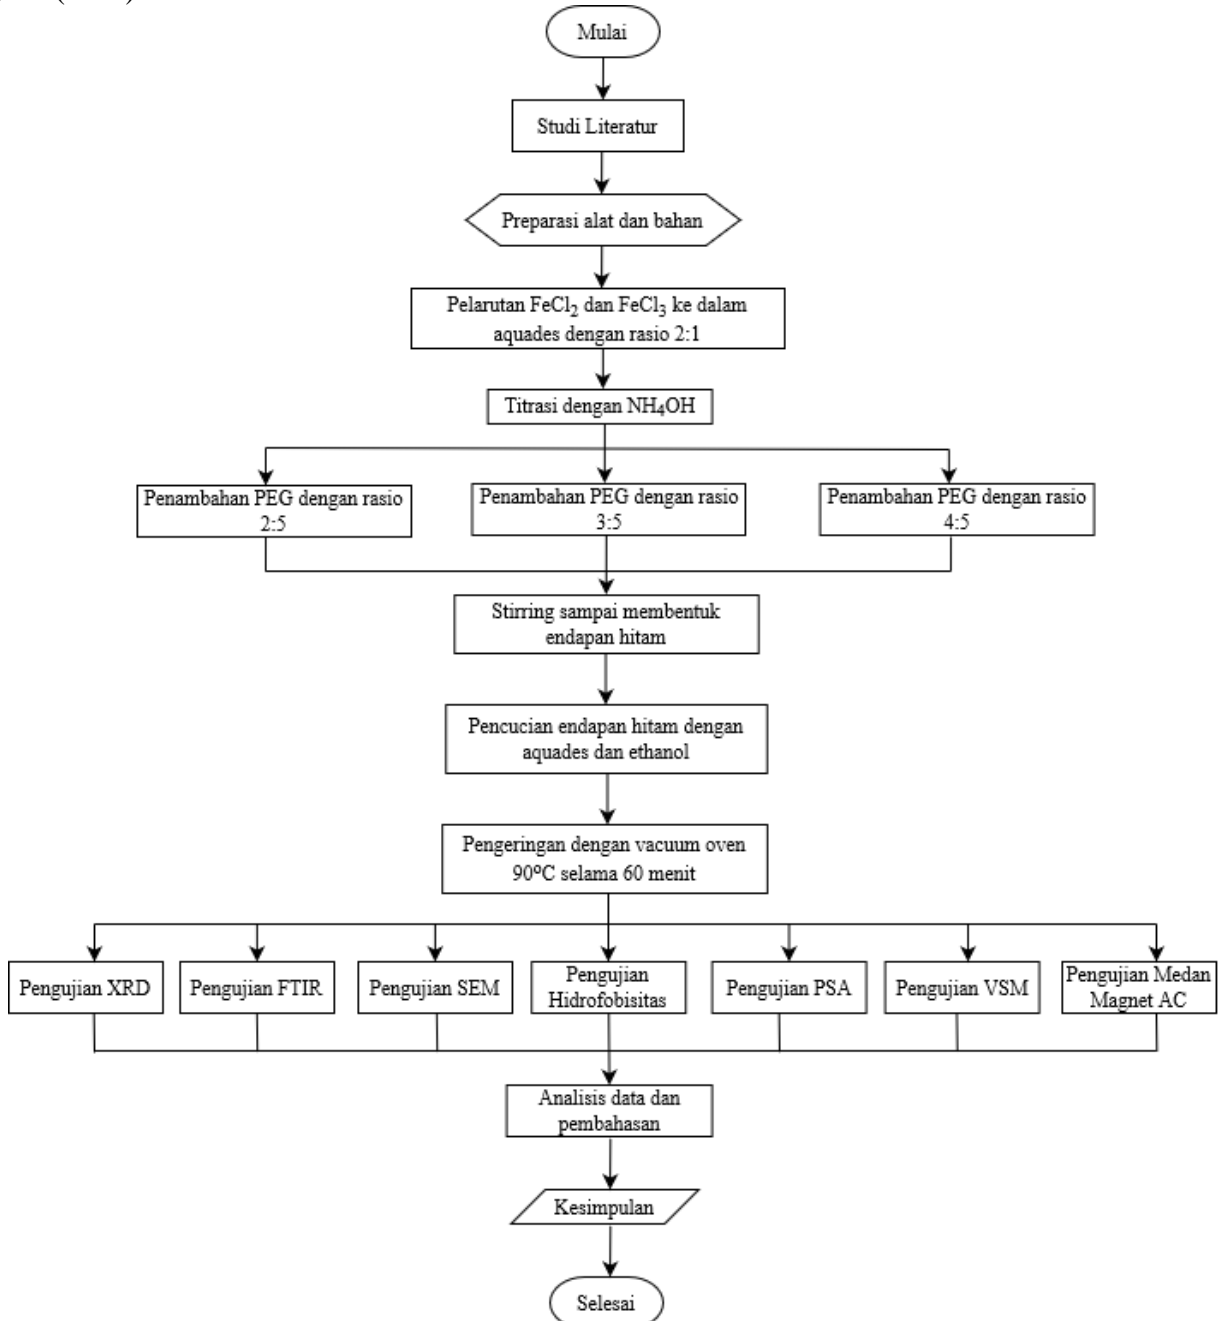 Mulai
Studi Literatur
Preparasi alat dan bahan
Pelarutan FeCl₂ dan FeCl₃ ke dalam
aquades dengan rasio 2:1
Titrasi dengan NH₄OH
Penambahan PEG dengan rasio
2:5
Penambahan PEG dengan rasio
3:5
Penambahan PEG dengan rasio
4:5
Stirring sampai membentuk
endapan hitam
Pencucian endapan hitam dengan
aquades dan ethanol
Pengeringan dengan vacuum oven
90°C selama 60 menit
Pengujian XRD
Pengujian FTIR
Pengujian SEM
Pengujian
Hidrofobisitas
Pengujian PSA
Pengujian VSM
Pengujian Medan
Magnet AC
Analisis data dan
pembahasan
Kesimpulan
Selesai